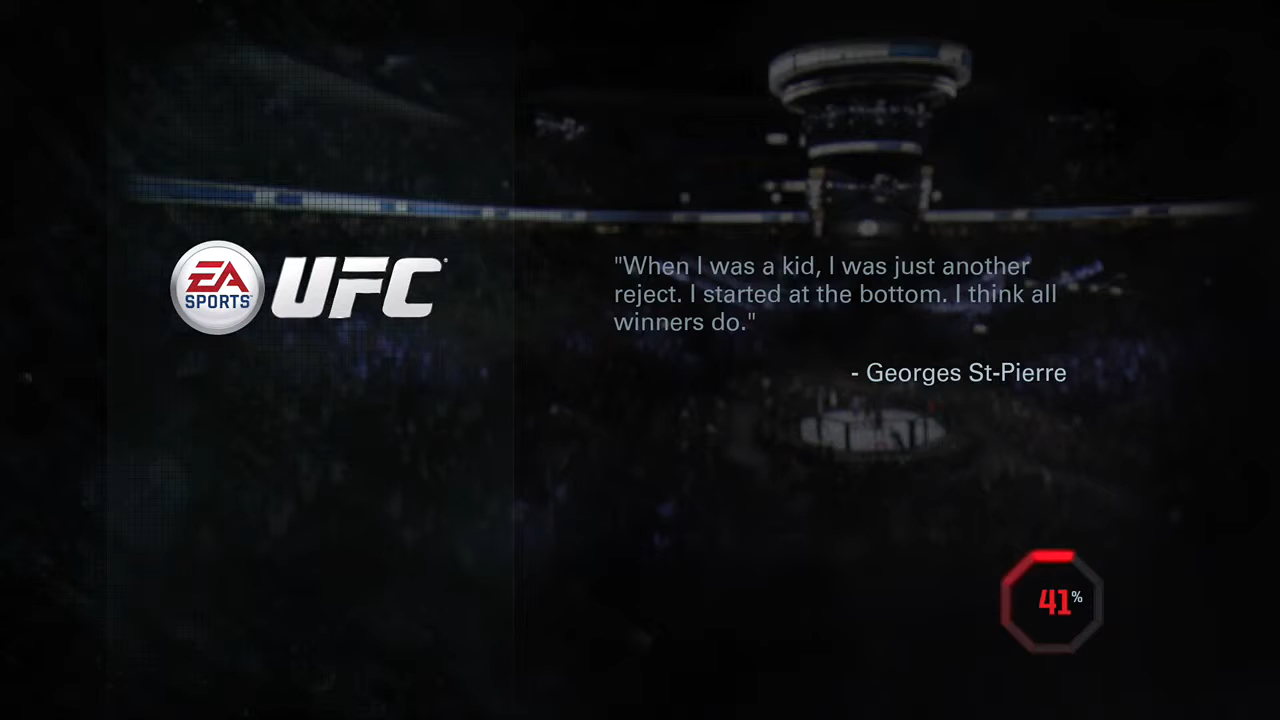 EA
SPORTS
UFC
"When I was a kid, I was just another
reject. I started at the bottom. I think all
winners do."
- Georges St-Pierre
41%